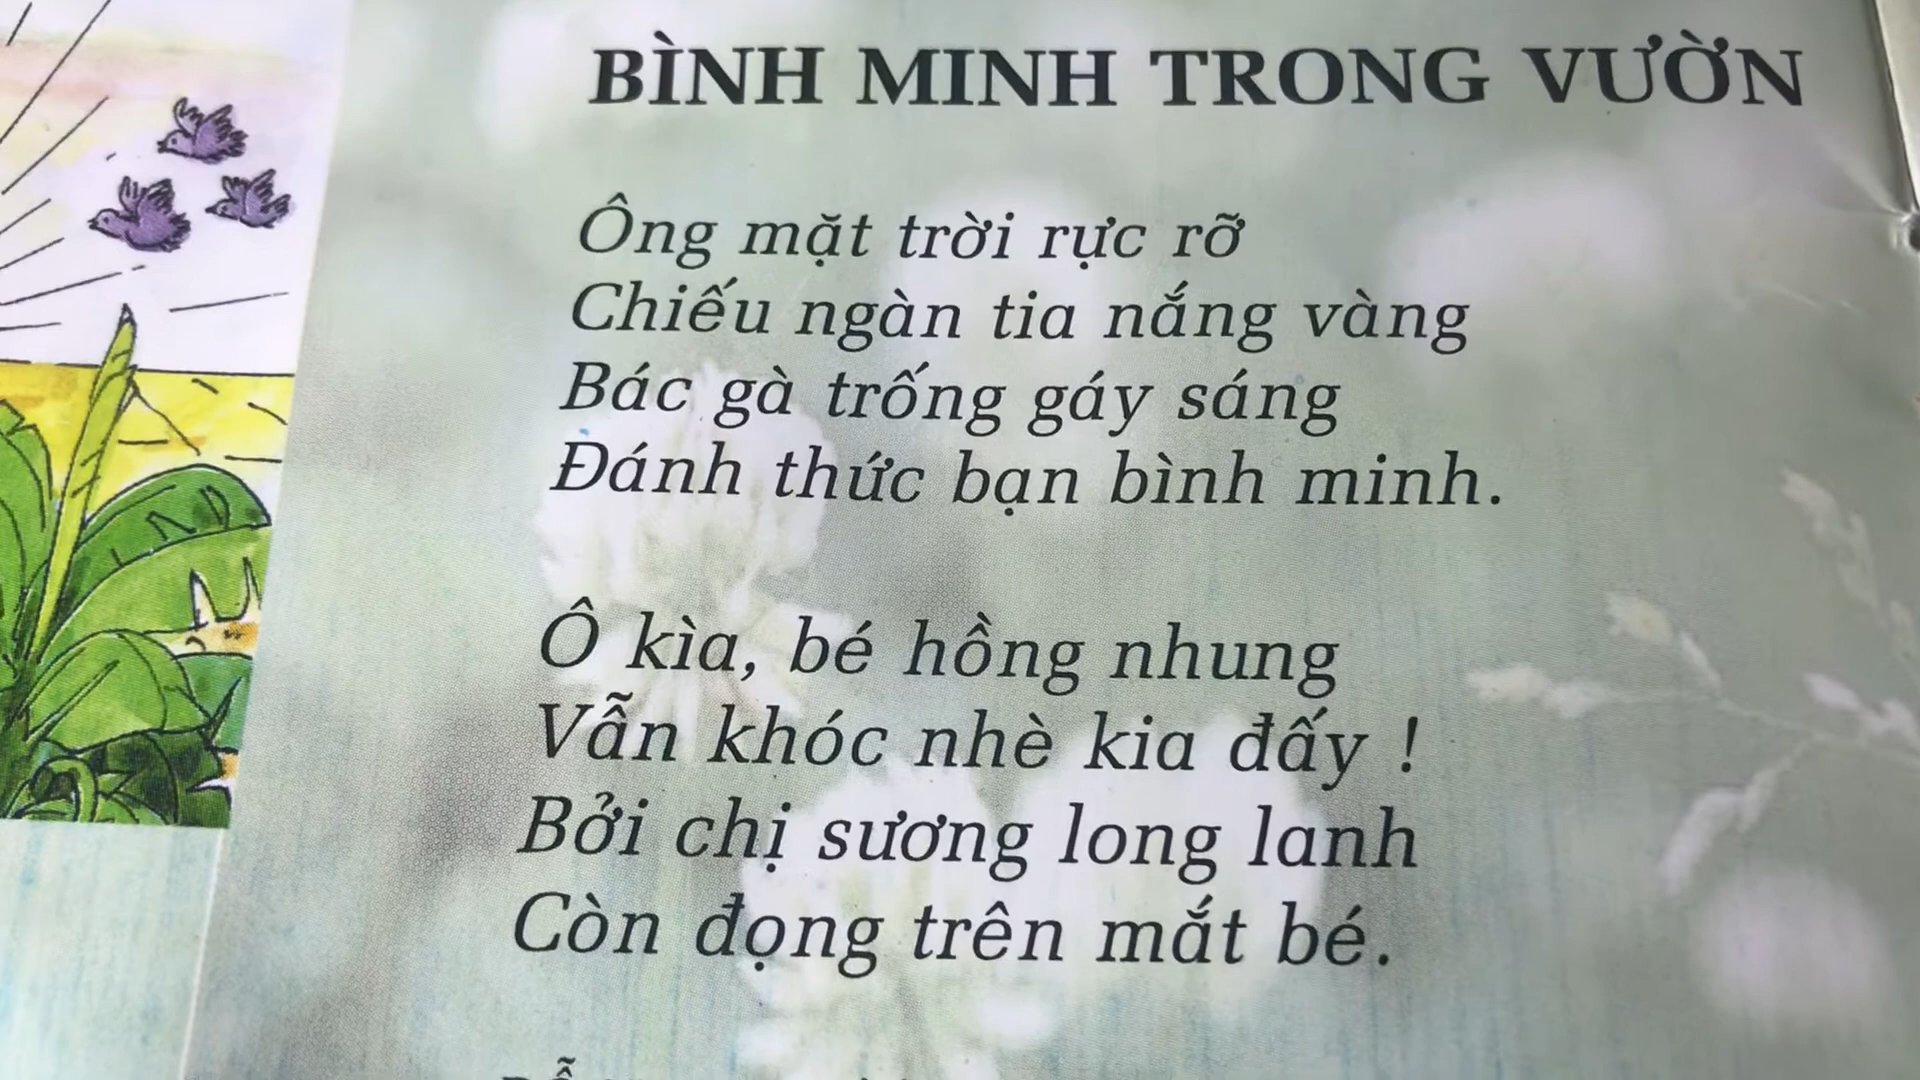 BÌNH MINH TRONG VƯỜN
Ông mặt trời rực rỡ
Chiếu ngàn tia nắng vàng
Bác gà trống gáy sáng
Đánh thức bạn bình minh.
Ô kìa, bé hồng nhung
Vẫn khóc nhè kia đấy !
Bởi chị sương long lanh
Còn đọng trên mắt bé.